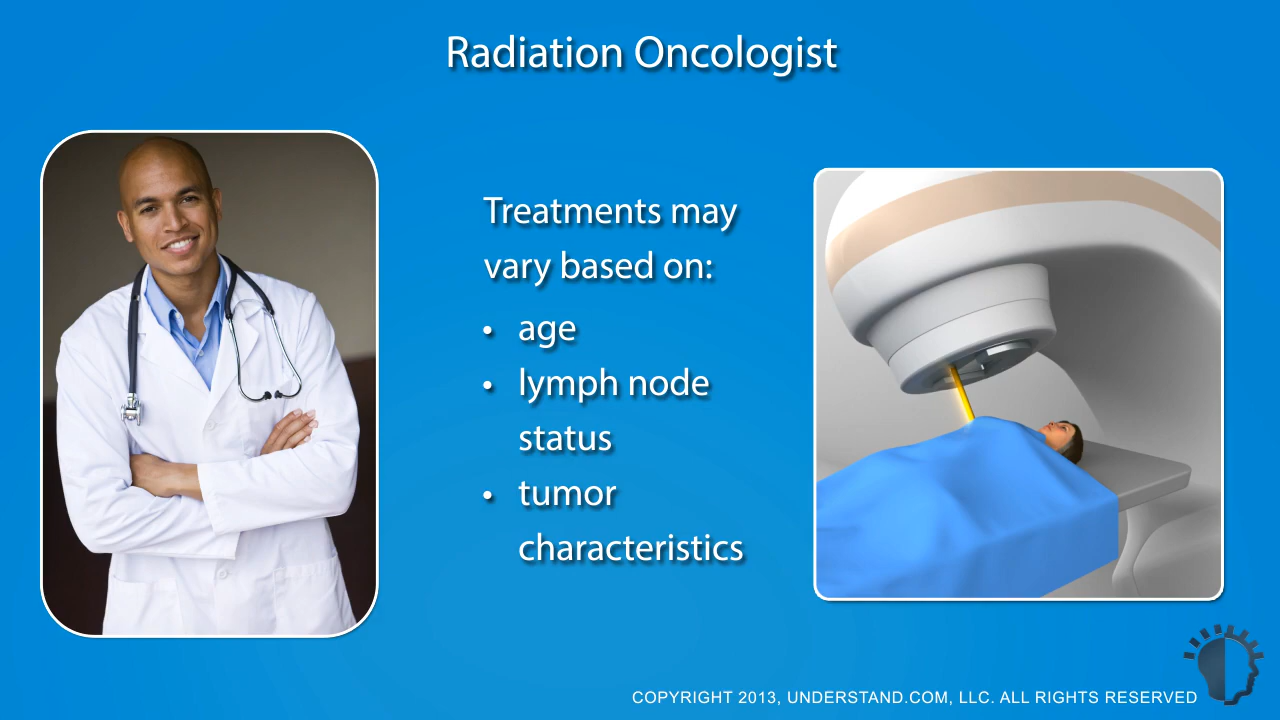 Radiation Oncologist
Treatments may
vary based on:
• age
• lymph node
status
• tumor
characteristics
COPYRIGHT 2013, UNDERSTAND.COM, LLC. ALL RIGHTS RESERVED